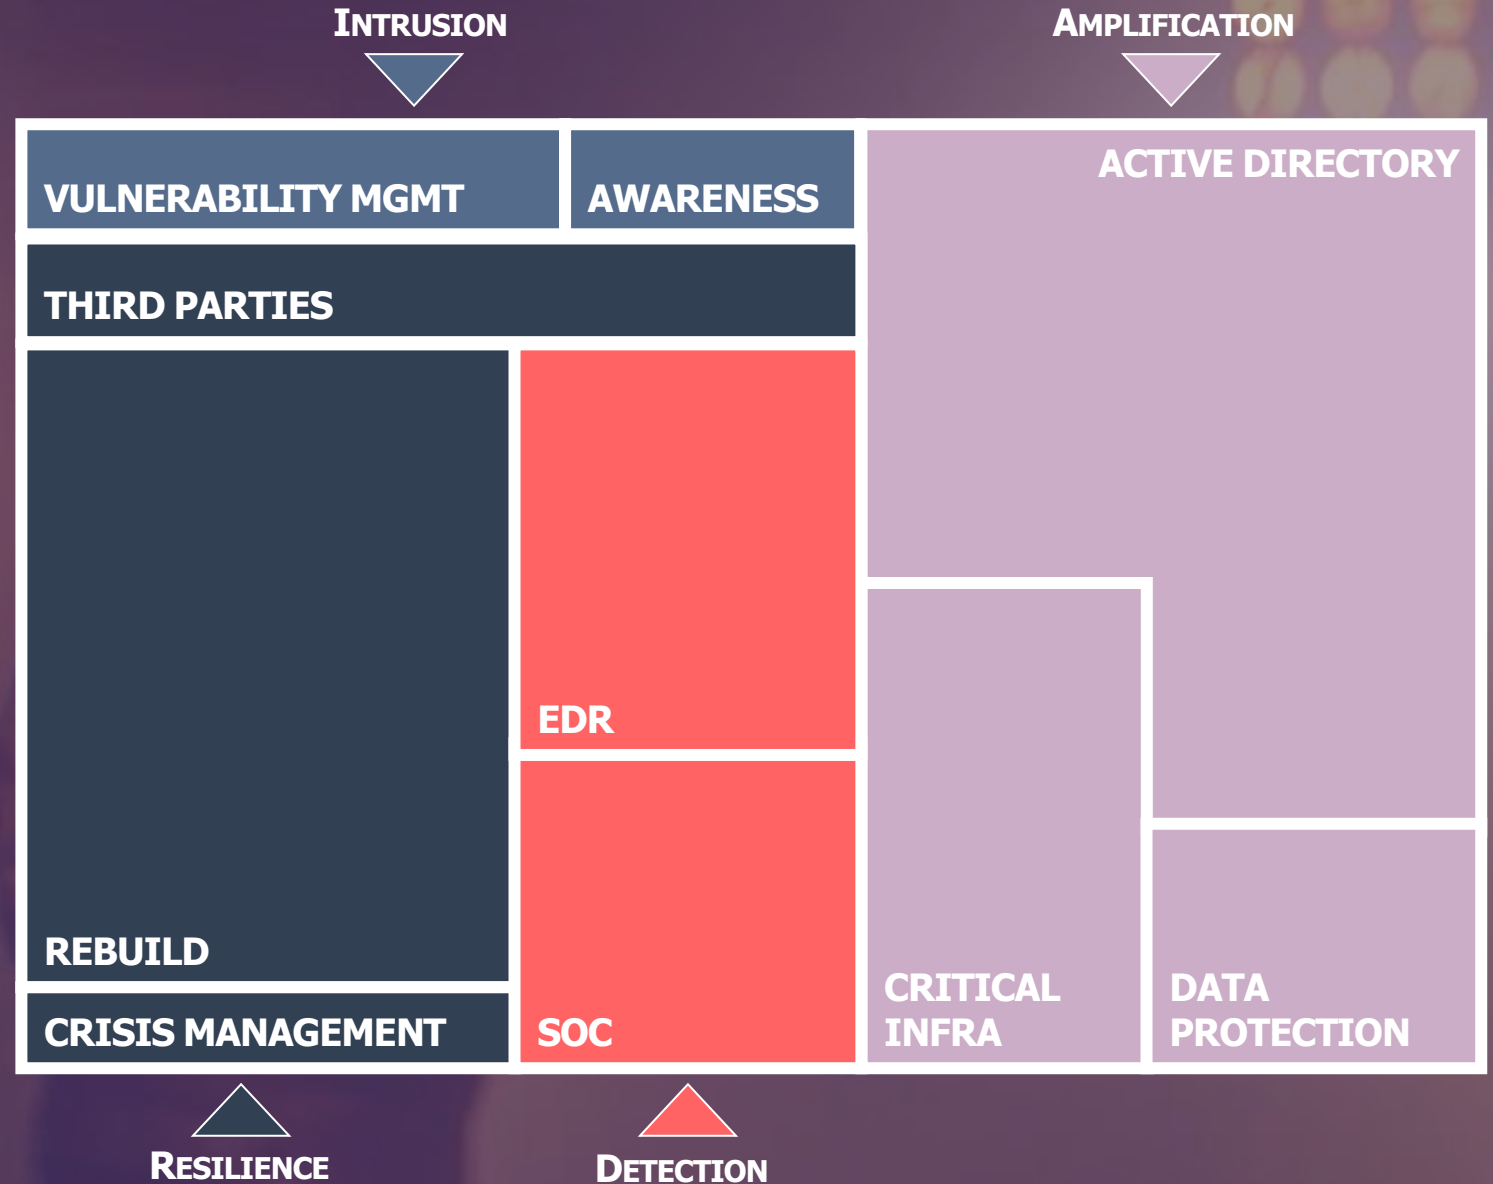 INTRUSION
AMPLIFICATION
VULNERABILITY MGMT
AWARENESS
ACTIVE DIRECTORY
THIRD PARTIES
EDR
REBUILD
CRISIS MANAGEMENT
SOC
CRITICAL
INFRA
DATA
PROTECTION
RESILIENCE
DETECTION